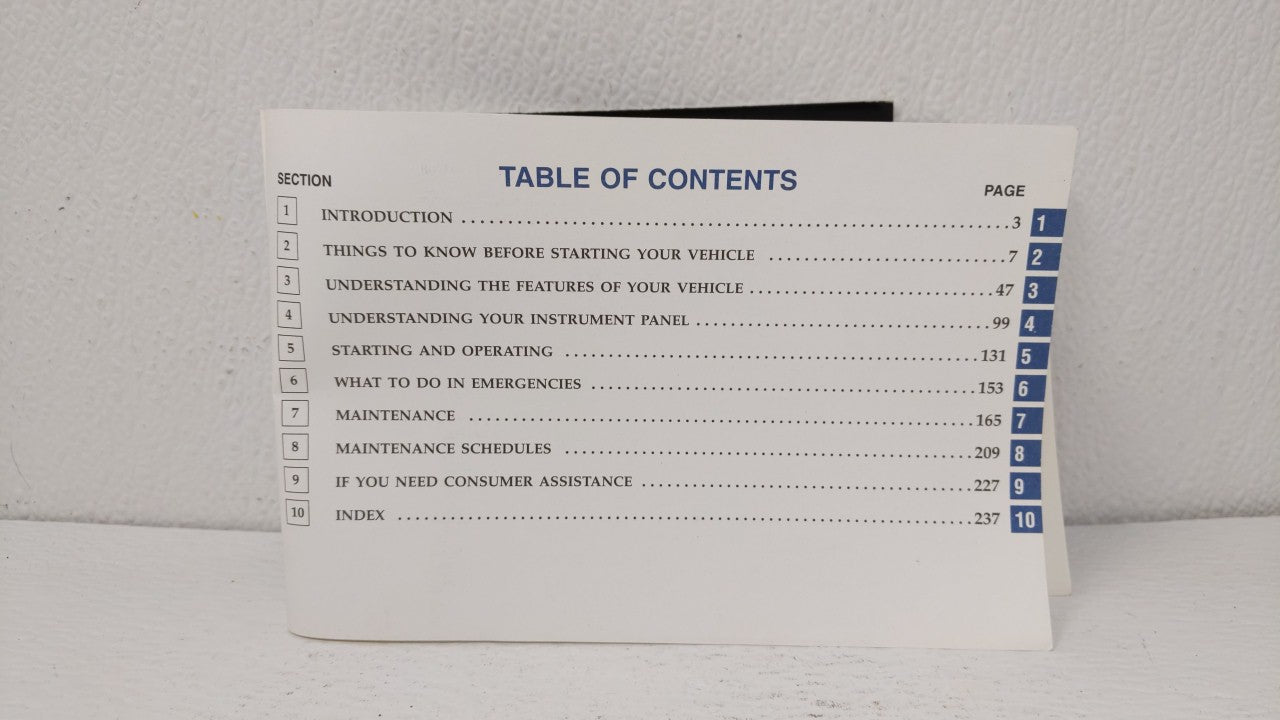 TABLE OF CONTENTS
SECTION PAGE
1 INTRODUCTION . . . . . . . . . . . . . . . . . . . . . . . . . . . . . . . . . . . . . . . . 3 1
2 THINGS TO KNOW BEFORE STARTING YOUR VEHICLE . . . . . . . . . . . . . . . . . . . . 7 2
3 UNDERSTANDING THE FEATURES OF YOUR VEHICLE . . . . . . . . . . . . . . . . . . . . 47 3
4 UNDERSTANDING YOUR INSTRUMENT PANEL . . . . . . . . . . . . . . . . . . . . . . . . 99 4
5 STARTING AND OPERATING . . . . . . . . . . . . . . . . . . . . . . . . . . . . . . . . 131 5
6 WHAT TO DO IN EMERGENCIES . . . . . . . . . . . . . . . . . . . . . . . . . . . . . . 153 6
7 MAINTENANCE . . . . . . . . . . . . . . . . . . . . . . . . . . . . . . . . . . . . . . 165 7
8 MAINTENANCE SCHEDULES . . . . . . . . . . . . . . . . . . . . . . . . . . . . . . . . 209 8
9 IF YOU NEED CONSUMER ASSISTANCE . . . . . . . . . . . . . . . . . . . . . . . . . . 227 9
10 INDEX . . . . . . . . . . . . . . . . . . . . . . . . . . . . . . . . . . . . . . . . . . 237 10